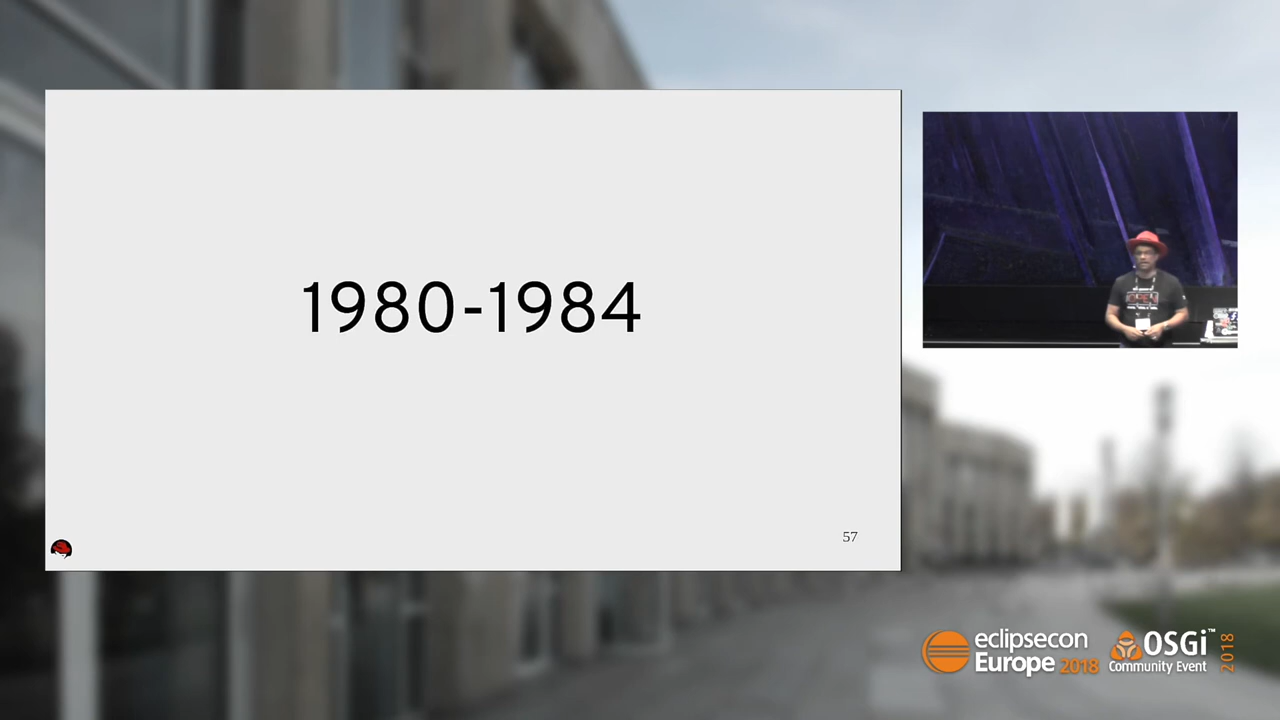 1980-1984
57
eclipsecon
Europe 2018
OSGi™
Community Event
2018